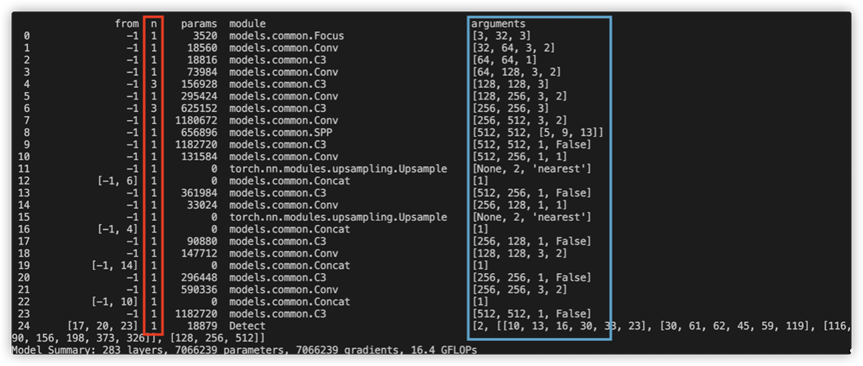 from n params module arguments
0 -1 1 3520 models.common.Focus [3, 32, 3]
1 -1 1 18560 models.common.Conv [32, 64, 3, 2]
2 -1 1 18816 models.common.C3 [64, 64, 1]
3 -1 1 73984 models.common.Conv [64, 128, 3, 2]
4 -1 3 156928 models.common.C3 [128, 128, 3]
5 -1 1 295424 models.common.Conv [128, 256, 3, 2]
6 -1 3 625152 models.common.C3 [256, 256, 3]
7 -1 1 1180672 models.common.Conv [256, 512, 3, 2]
8 -1 1 656896 models.common.SPP [512, 512, [5, 9, 13]]
9 -1 1 1182720 models.common.C3 [512, 512, 1, False]
10 -1 1 131584 models.common.Conv [512, 256, 1, 1]
11 -1 1 0 torch.nn.modules.upsampling.Upsample [None, 2, 'nearest']
12 [-1, 6] 1 0 models.common.Concat [1]
13 -1 1 361984 models.common.C3 [512, 256, 1, False]
14 -1 1 33024 models.common.Conv [256, 128, 1, 1]
15 -1 1 0 torch.nn.modules.upsampling.Upsample [None, 2, 'nearest']
16 [-1, 4] 1 0 models.common.Concat [1]
17 -1 1 90880 models.common.C3 [256, 128, 1, False]
18 -1 1 147712 models.common.Conv [128, 128, 3, 2]
19 [-1, 14] 1 0 models.common.Concat [1]
20 -1 1 296448 models.common.C3 [256, 256, 1, False]
21 -1 1 590336 models.common.Conv [256, 256, 3, 2]
22 [-1, 10] 1 0 models.common.Concat [1]
23 -1 1 1182720 models.common.C3 [512, 512, 1, False]
24 [17, 20, 23] 1 18879 Detect [2, [[10, 13, 16, 30, 33, 23], [30, 61, 62, 45, 59, 119], [116,
90, 156, 198, 373, 326]], [128, 256, 512]]
Model Summary: 283 layers, 7066239 parameters, 7066239 gradients, 16.4 GFLOPs